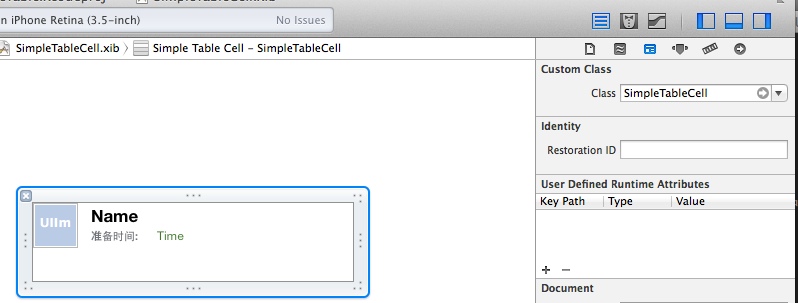 n iPhone Retina (3.5-inch)
No Issues
SimpleTableCell.xib
Simple Table Cell – SimpleTableCell
Custom Class
Class
SimpleTableCell
Identity
Restoration ID
User Defined Runtime Attributes
Key Path Type Value
UIIm
Name
准备时间: Time
+ −
Document